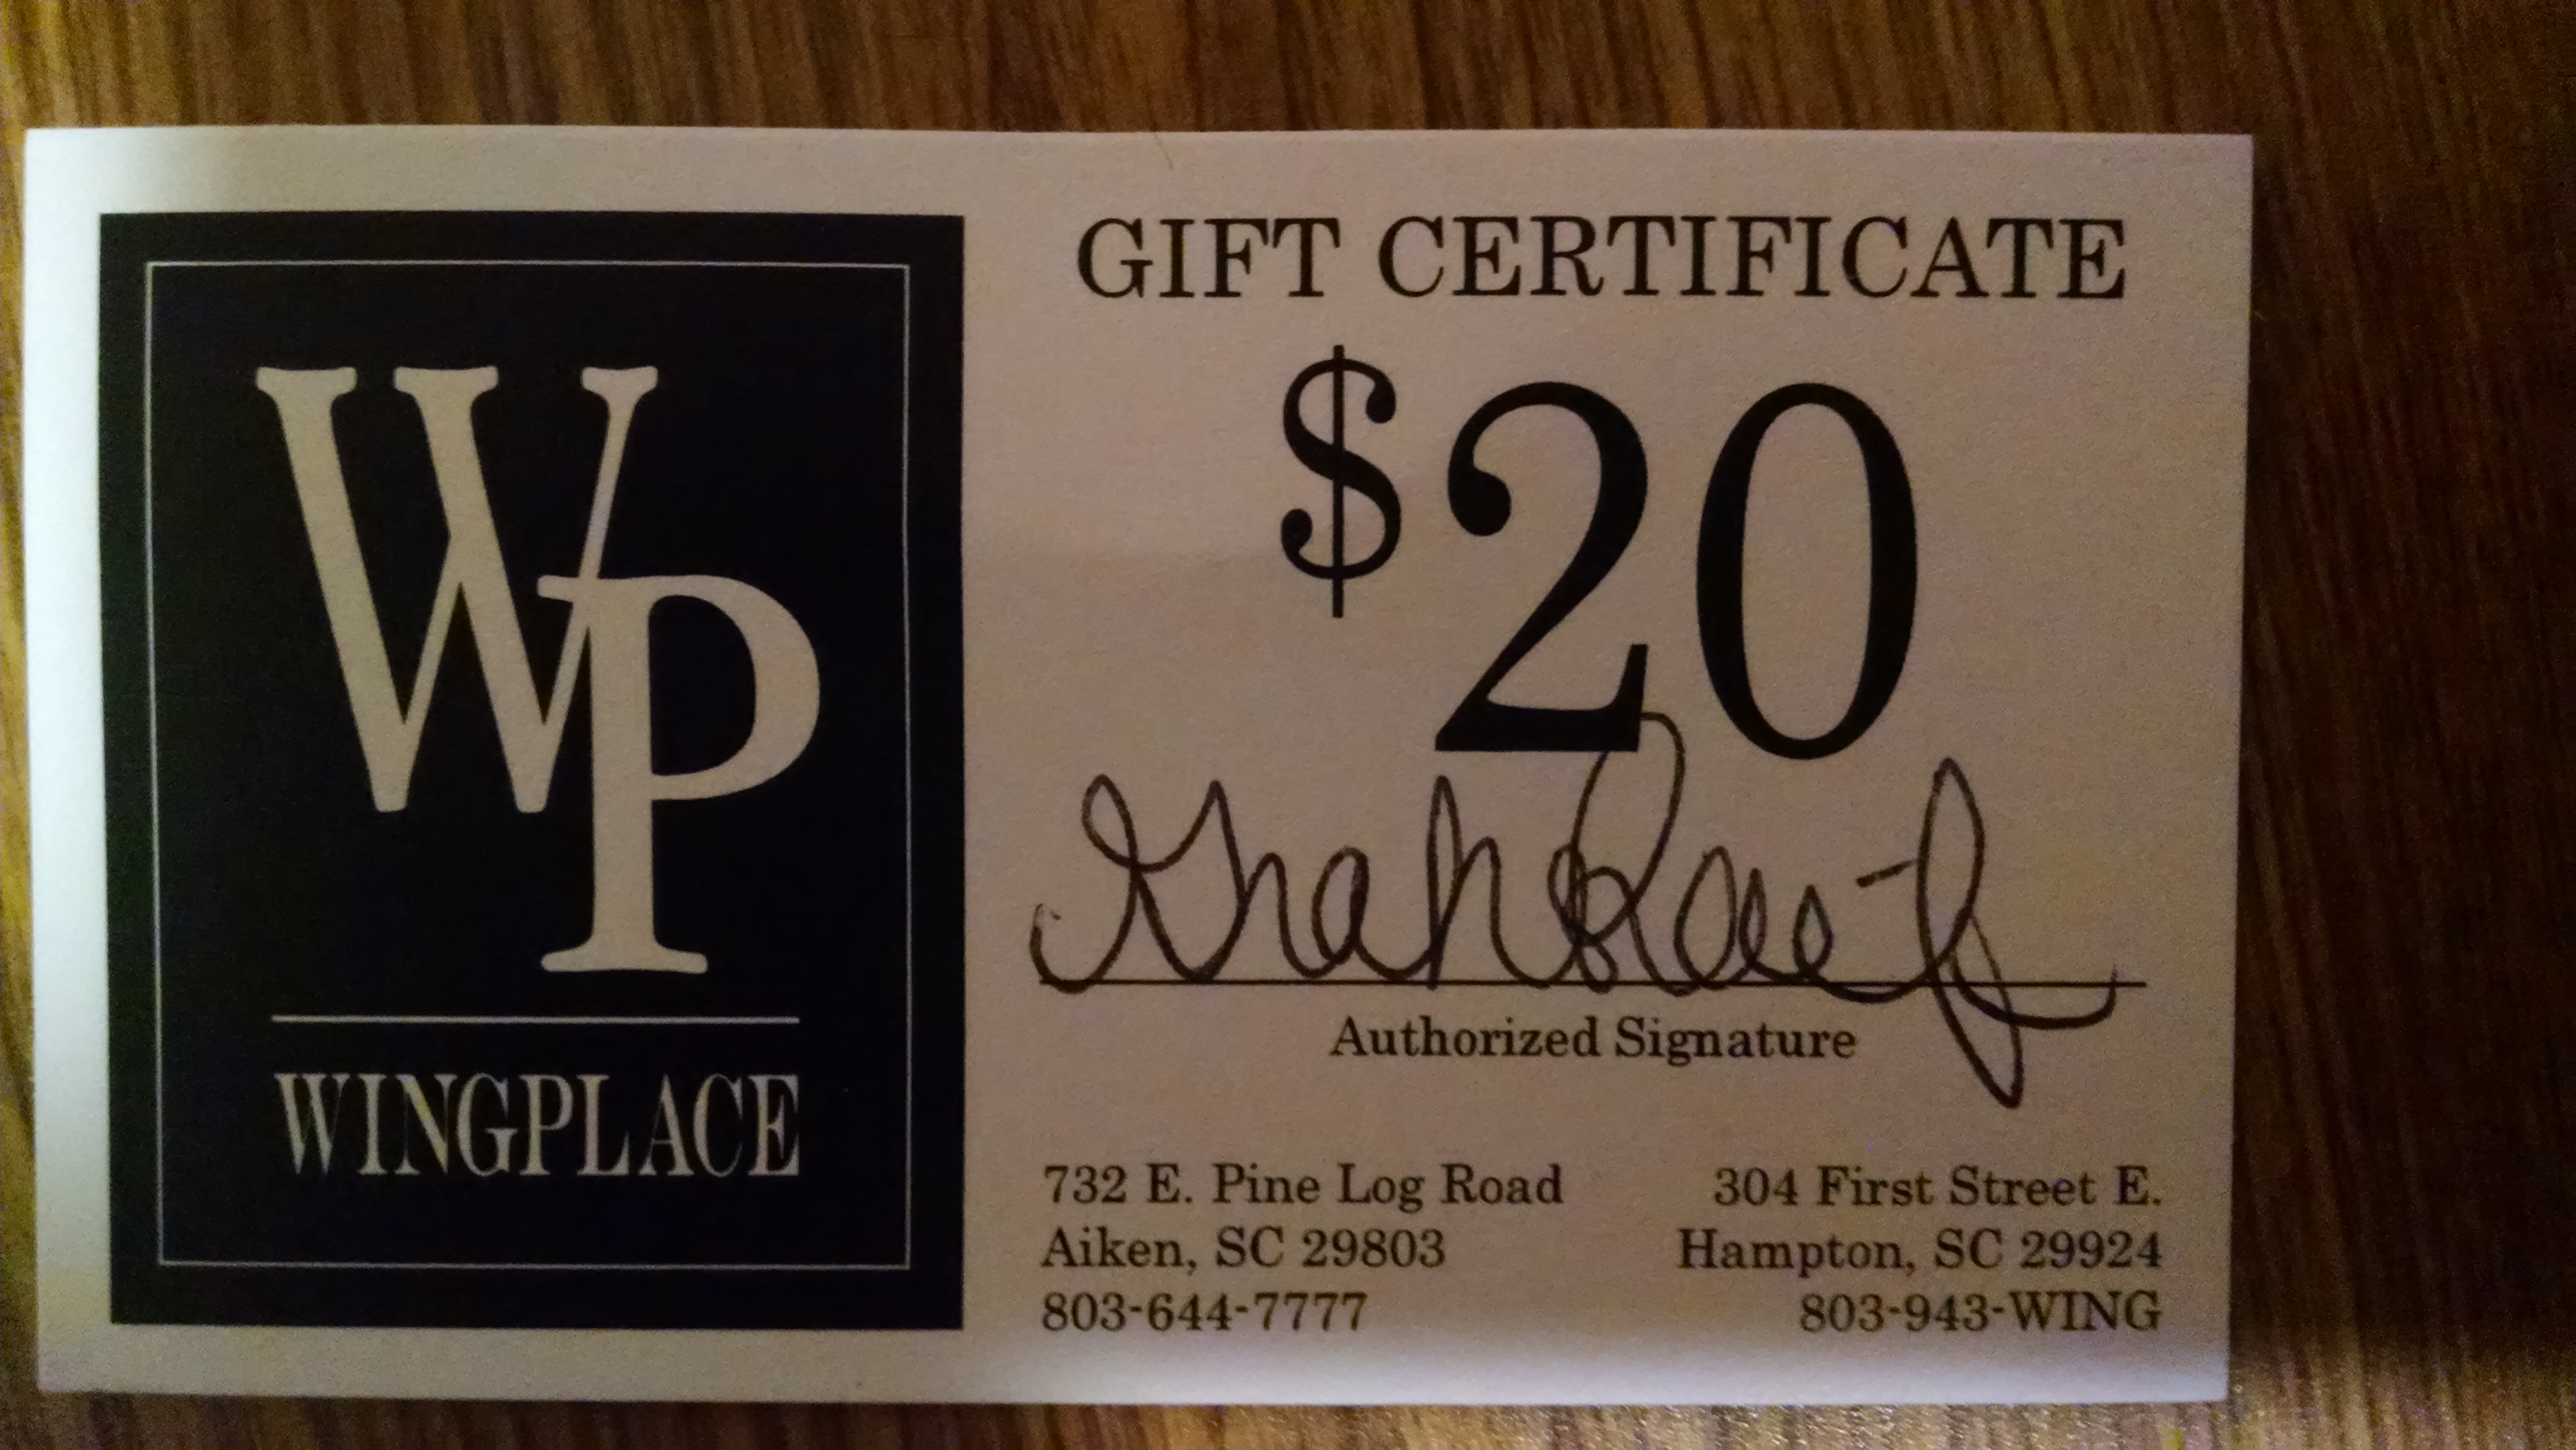 WP
WINGPLACE
GIFT CERTIFICATE
$20
Authorized Signature
732 E. Pine Log Road
Aiken, SC 29803
803-644-7777
304 First Street E.
Hampton, SC 29924
803-943-WING